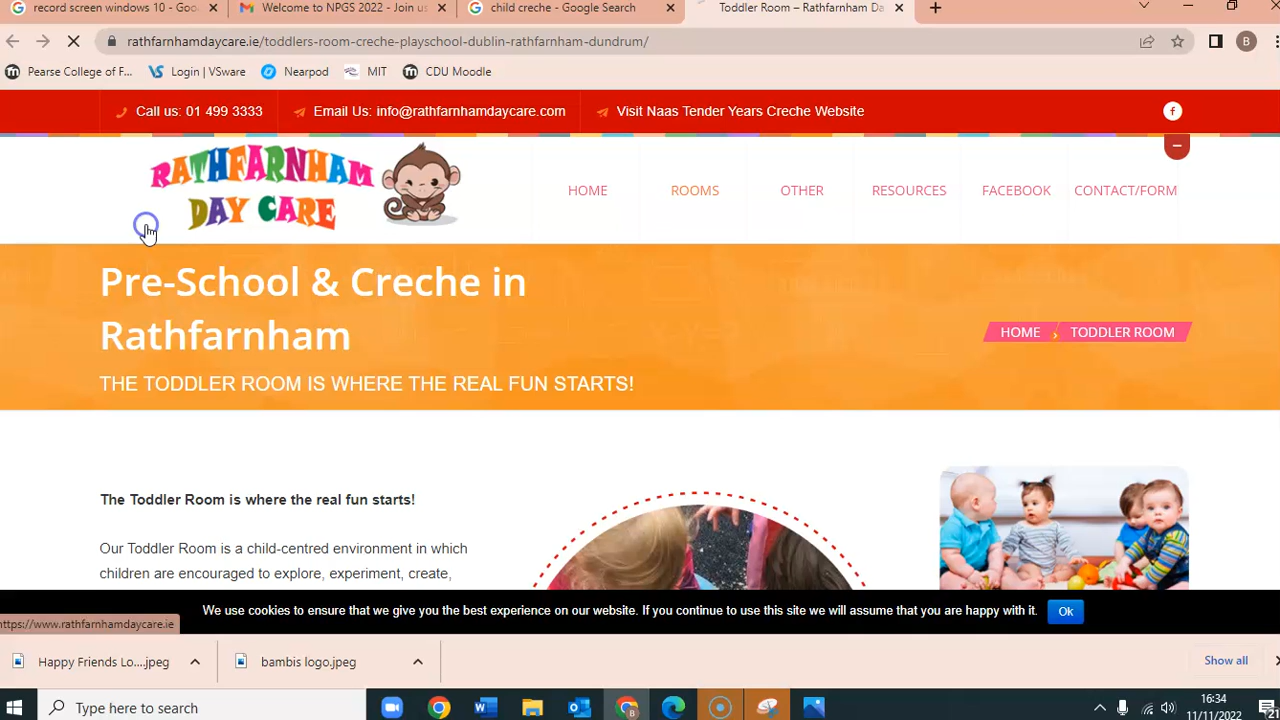 record screen windows 10 - Goo
Welcome to NPGS 2022 - Join us
child creche - Google Search
Toddler Room – Rathfarnham Da
rathfarnhamdaycare.ie/toddlers-room-creche-playschool-dublin-rathfarnham-dundrum/
B
Pearse College of F...
Login | VSware
Nearpod
MIT
CDU Moodle
Call us: 01 499 3333
Email Us: info@rathfarnhamdaycare.com
Visit Naas Tender Years Creche Website
RATHFARNHAM
DAY CARE
HOME
ROOMS
OTHER
RESOURCES
FACEBOOK
CONTACT/FORM
Pre-School & Creche in
Rathfarnham
THE TODDLER ROOM IS WHERE THE REAL FUN STARTS!
HOME
TODDLER ROOM
The Toddler Room is where the real fun starts!
Our Toddler Room is a child-centred environment in which
children are encouraged to explore, experiment, create,
We use cookies to ensure that we give you the best experience on our website. If you continue to use this site we will assume that you are happy with it.
Ok
https://www.rathfarnhamdaycare.ie
Happy Friends Lo....jpeg
bambis logo.jpeg
Show all
Type here to search
16:34
11/11/2022